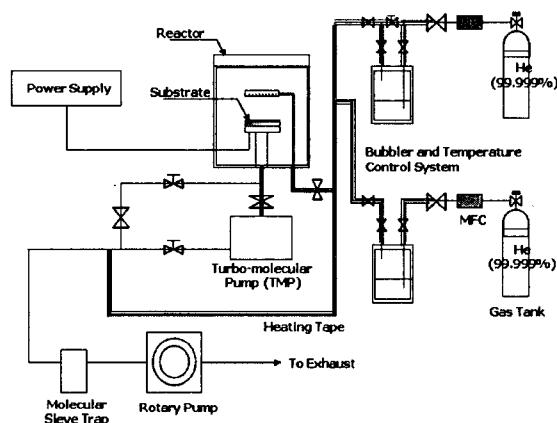 Reactor
Power Supply
Substrate
He
(99.999%)
Bubbler and Temperature
Control System
MFC
He
(99.999%)
Turbo-molecular
Pump (TMP)
Gas Tank
Heating Tape
To Exhaust
Molecular
Sieve Trap
Rotary Pump